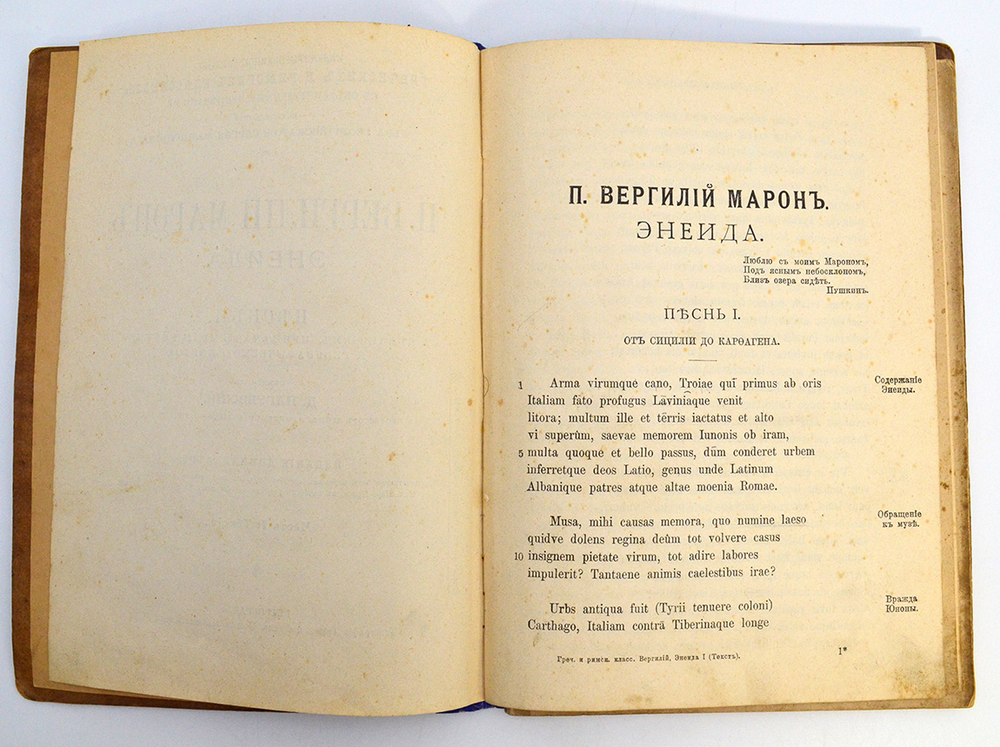 П. ВЕРГИЛІЙ МАРОНЪ.
ЭНЕИДА.
Люблю съ моимъ Марономъ,
Подъ яснымъ небосклономъ,
Близъ озера сидѣть.
Пушкин.
ПѢСНЬ I.
ОТЪ СИЦИЛІИ ДО КАРѲАГЕНА.
1 Arma virumque cano, Troiae quī primus ab oris
Italiam fāto profugus Lāviniaque venit
litora; multum ille et tērris iactatus et alto
vi superûm, saevae memorem Iunonis ob iram,
5 multa quoque et bello passus, dūm conderet urbem
inferretque deos Latio, genus unde Latinum
Albanique patres atque altae moenia Romae.
Содержаніе
Энеиды.
Musa, mihi causas memora, quo numine laeso
quidve dolens regina deûm tot volvere casus
10 insignem pietate virum, tot adire labores
impulerit? Tantaene animis caelestibus irae?
Обращеніе
къ музѣ.
Urbs antiqua fuit (Tyrii tenuere coloni)
Carthago, Italiam contrā Tiberinaque longe
Вражда
Юноны.
Греч. и римск. класс. Вергилій, Энеида I (Текстъ).
1*